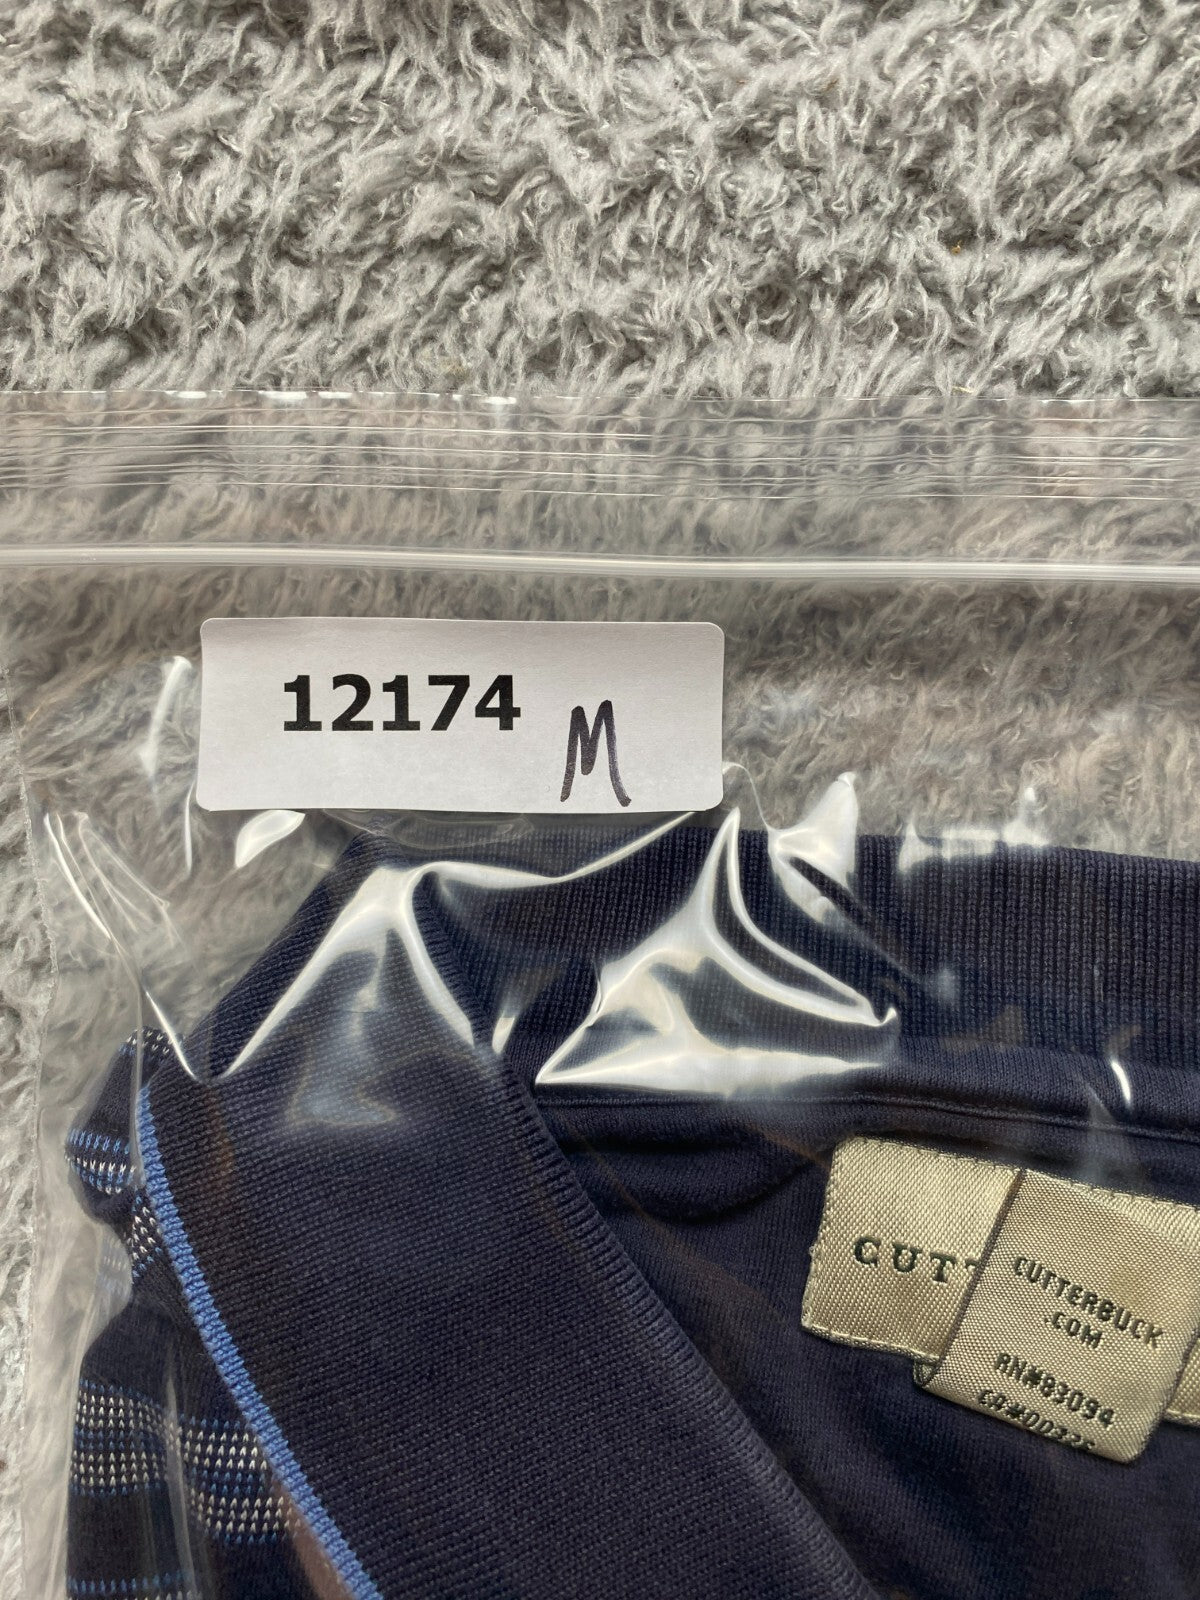 12174 M
CUTT
CUTTERBUCK
.COM
RN#83094